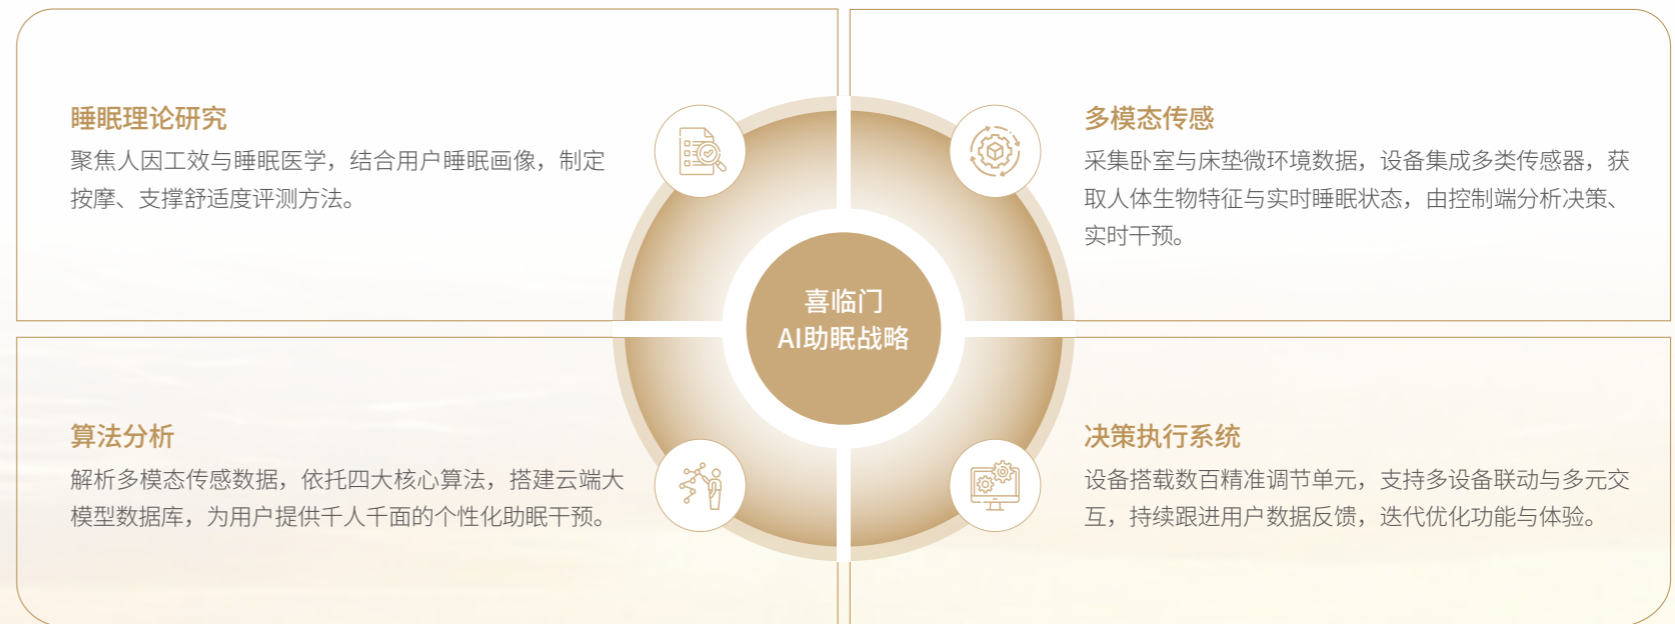 睡眠理论研究
聚焦人因工效与睡眠医学，结合用户睡眠画像，制定
按摩、支撑舒适度评测方法。
多模态传感
采集卧室与床垫微环境数据，设备集成多类传感器，获
取人体生物特征与实时睡眠状态，由控制端分析决策、
实时干预。
喜临门
AI助眠战略
算法分析
解析多模态传感数据，依托四大核心算法，搭建云端大
模型数据库，为用户提供千人千面的个性化助眠干预。
决策执行系统
设备搭载数百精准调节单元，支持多设备联动与多元交
互，持续跟进用户数据反馈，迭代优化功能与体验。